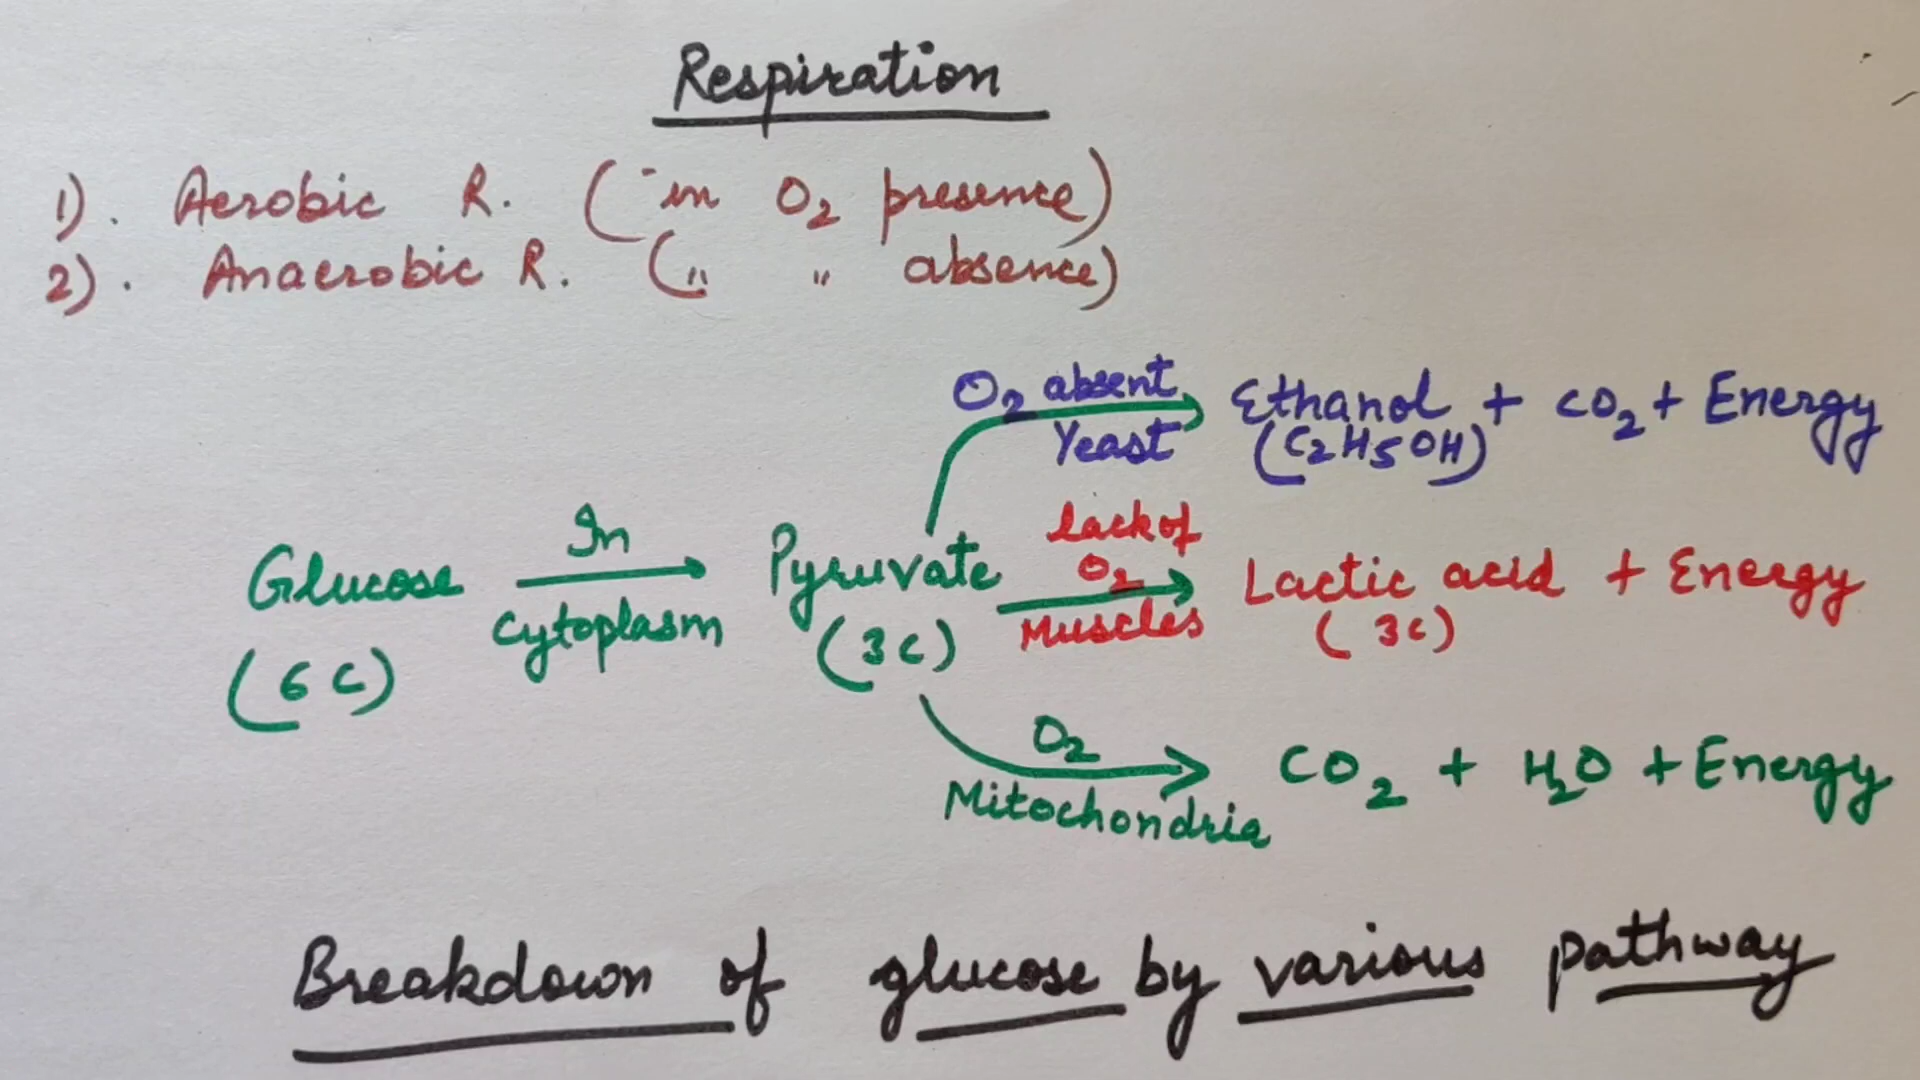 Respiration
1). Aerobic R. (in O₂ presence)
2). Anaerobic R. (" " absence)
O₂ absent
Yeast
Ethanol + CO₂ + Energy
(C₂H5OH)
Glucose
(6C)
In
cytoplasm
Pyruvate
(3C)
lack of
O₂
Muscles
Lactic acid + Energy
(3C)
O₂
Mitochondria
CO₂ + H₂O + Energy
Breakdown of glucose by various pathway